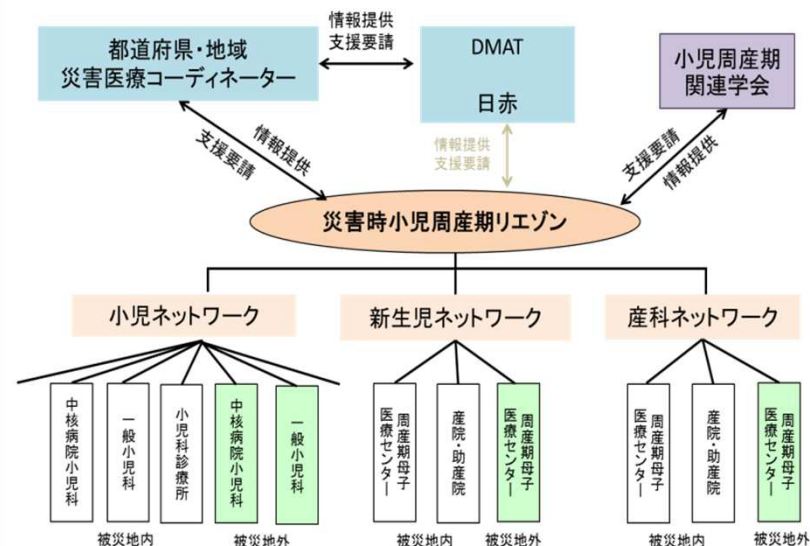 都道府県・地域
災害医療コーディネーター
情報提供
支援要請
DMAT
日赤
小児周産期
関連学会
情報提供
支援要請
情報提供
支援要請
支援要請
情報提供
災害時小児周産期リエゾン
小児ネットワーク
新生児ネットワーク
産科ネットワーク
中核病院小児科
一般小児科
小児科診療所
中核病院小児科
一般小児科
周産期母子
医療センター
産院・助産院
周産期母子
医療センター
周産期母子
医療センター
産院・助産院
周産期母子
医療センター
被災地内
被災地外
被災地内
被災地外
被災地内
被災地外